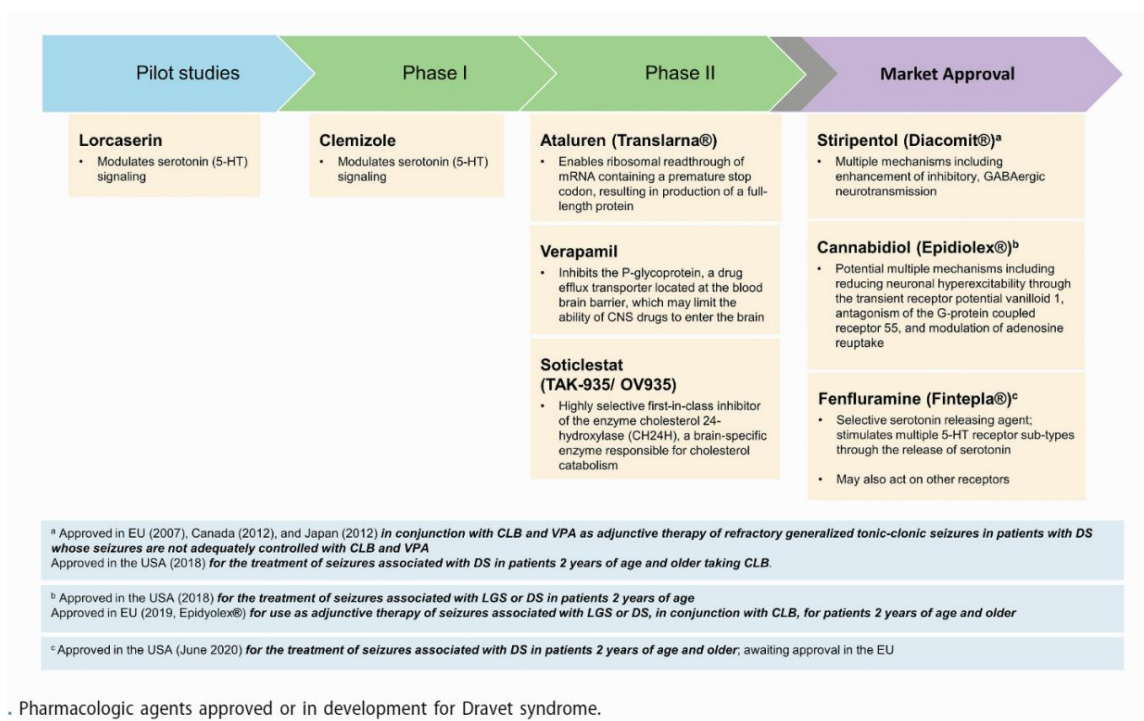 Pilot studies
Phase I
Phase II
Market Approval
Lorcaserin
• Modulates serotonin (5-HT)
signaling
Clemizole
• Modulates serotonin (5-HT)
signaling
Ataluren (Translarna®)
• Enables ribosomal readthrough of
mRNA containing a premature stop
codon, resulting in production of a full-
length protein
Verapamil
• Inhibits the P-glycoprotein, a drug
efflux transporter located at the blood
brain barrier, which may limit the
ability of CNS drugs to enter the brain
Soticlestat
(TAK-935/ OV935)
• Highly selective first-in-class inhibitor
of the enzyme cholesterol 24-
hydroxylase (CH24H), a brain-specific
enzyme responsible for cholesterol
catabolism
Stiripentol (Diacomit®)ᵃ
• Multiple mechanisms including
enhancement of inhibitory, GABAergic
neurotransmission
Cannabidiol (Epidiolex®)ᵇ
• Potential multiple mechanisms including
reducing neuronal hyperexcitability through
the transient receptor potential vanilloid 1,
antagonism of the G-protein coupled
receptor 55, and modulation of adenosine
reuptake
Fenfluramine (Fintepla®)ᶜ
• Selective serotonin releasing agent;
stimulates multiple 5-HT receptor sub-types
through the release of serotonin
• May also act on other receptors
ᵃ Approved in EU (2007), Canada (2012), and Japan (2012) in conjunction with CLB and VPA as adjunctive therapy of refractory generalized tonic-clonic seizures in patients with DS
whose seizures are not adequately controlled with CLB and VPA
Approved in the USA (2018) for the treatment of seizures associated with DS in patients 2 years of age and older taking CLB.
ᵇ Approved in the USA (2018) for the treatment of seizures associated with LGS or DS in patients 2 years of age
Approved in EU (2019, Epidyolex®) for use as adjunctive therapy of seizures associated with LGS or DS, in conjunction with CLB, for patients 2 years of age and older
ᶜ Approved in the USA (June 2020) for the treatment of seizures associated with DS in patients 2 years of age and older; awaiting approval in the EU
. Pharmacologic agents approved or in development for Dravet syndrome.